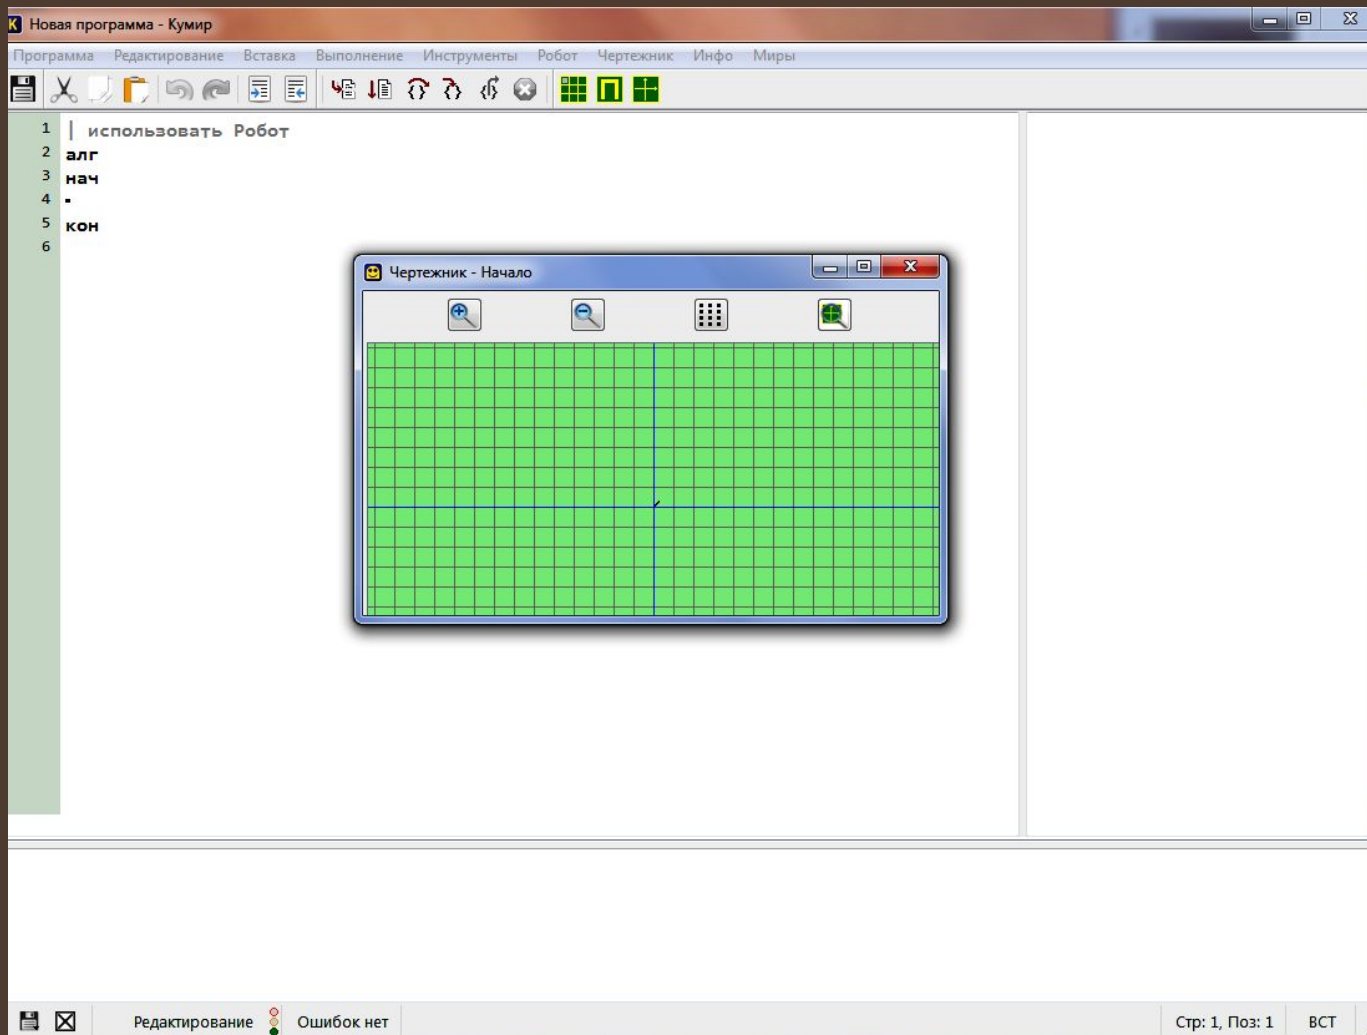 Новая программа - Кумир
Программа Редактирование Вставка Выполнение Инструменты Робот Чертежник Инфо Миры
1 | использовать Робот
2 алг
3 нач
4 ·
5 кон
6
Чертежник - Начало
Редактирование Ошибок нет Стр: 1, Поз: 1 ВСТ